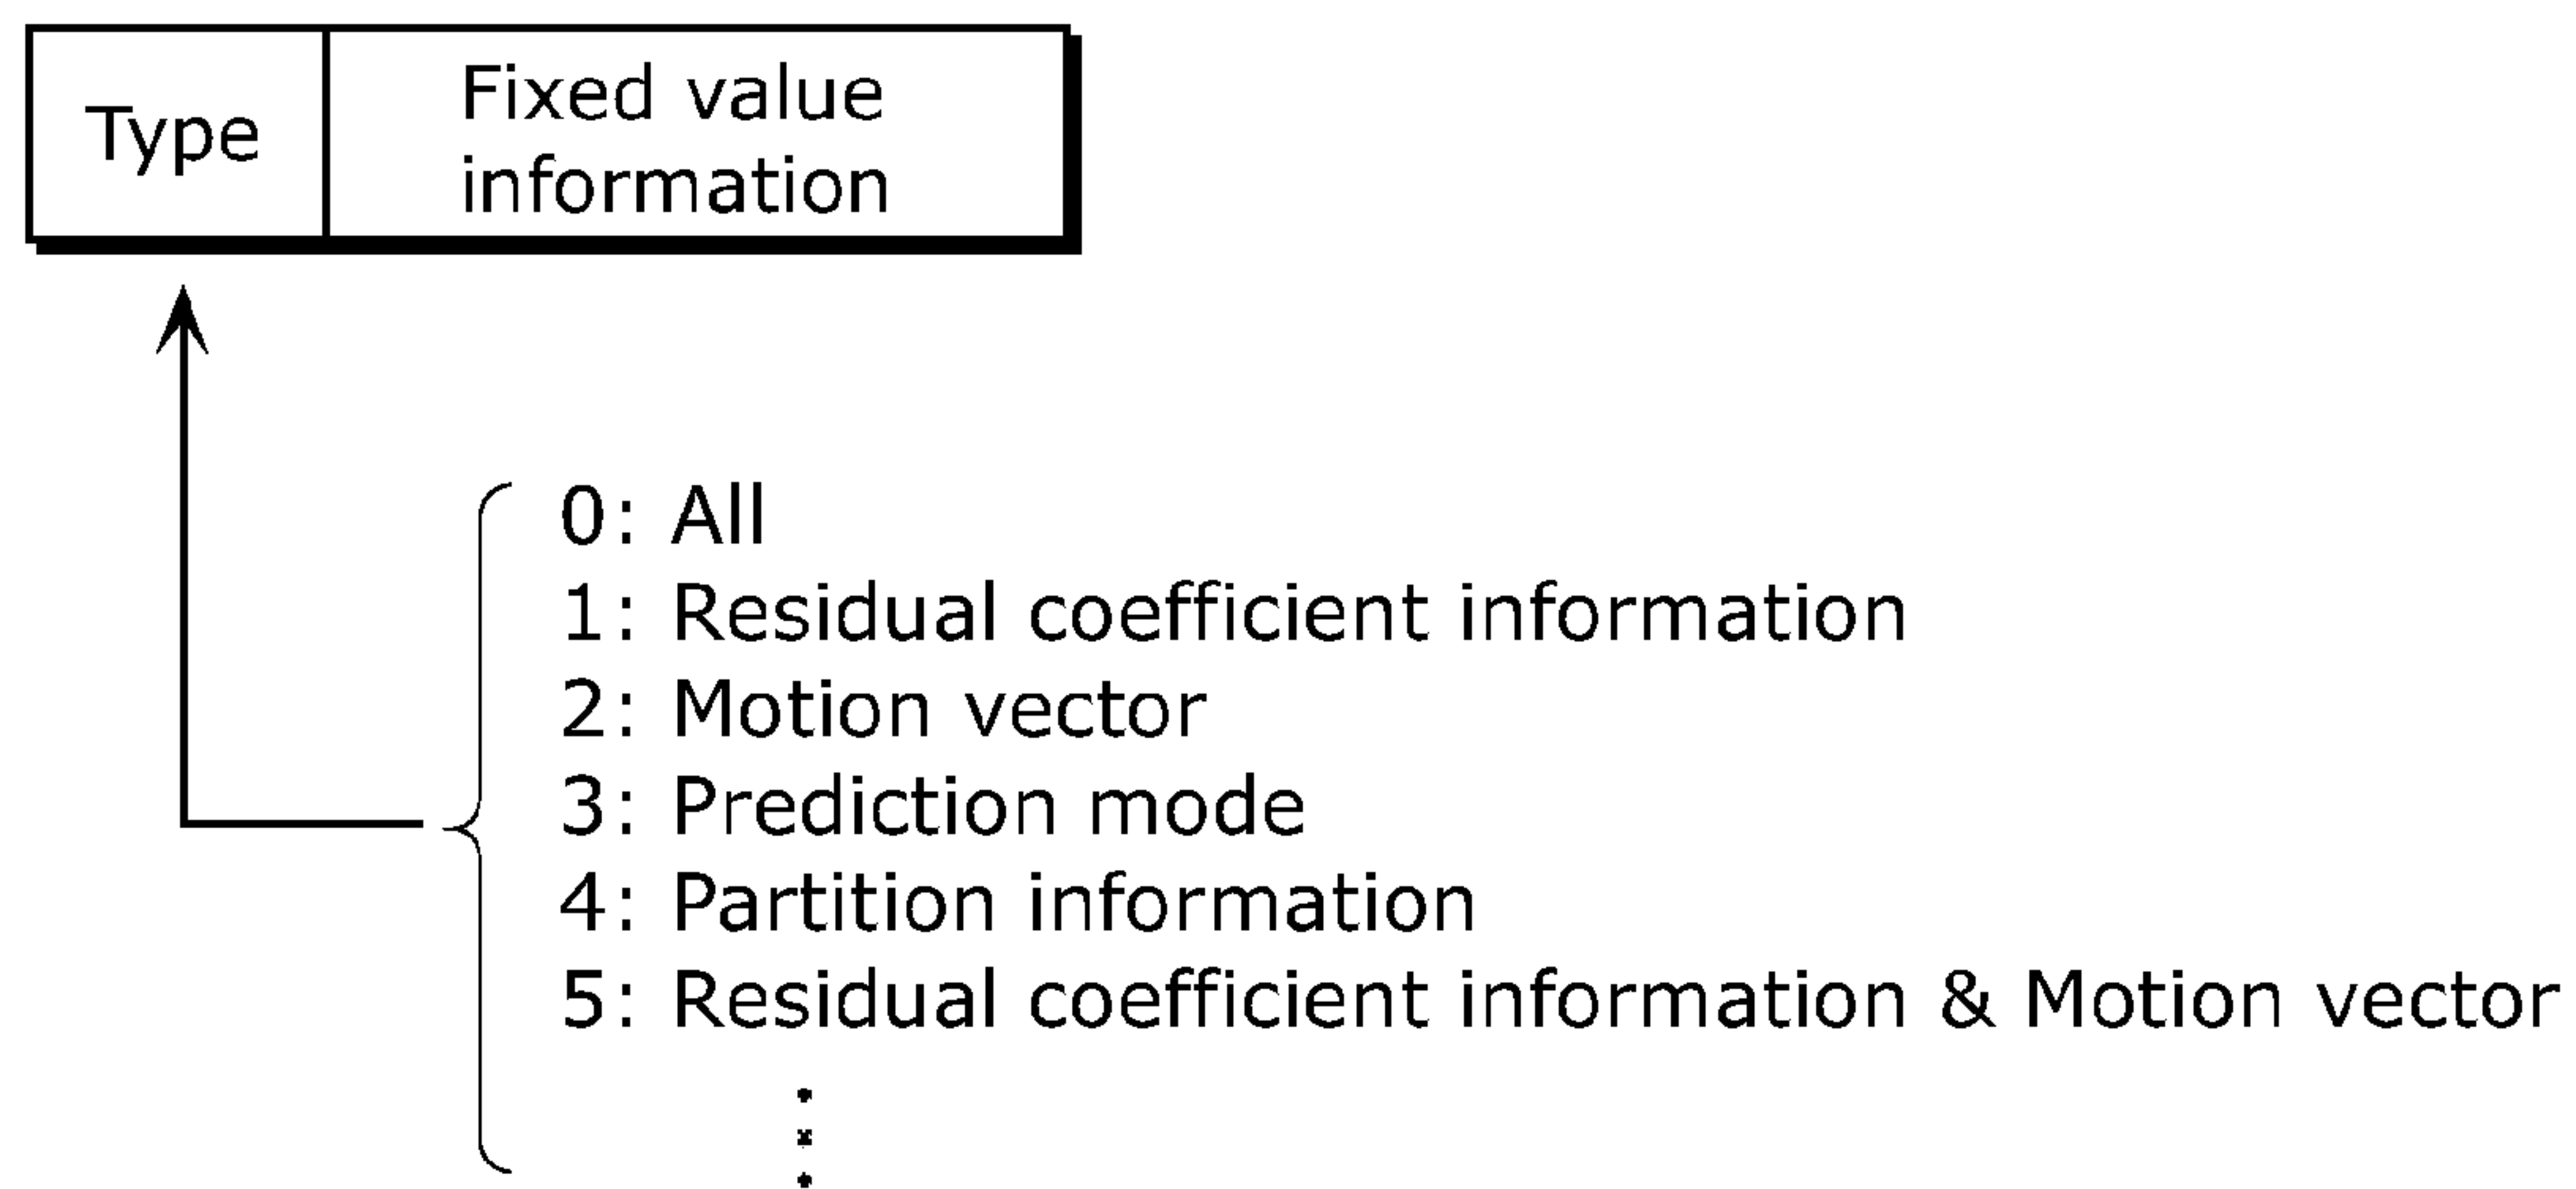 Type
Fixed value
information
0: All
1: Residual coefficient information
2: Motion vector
3: Prediction mode
4: Partition information
5: Residual coefficient information & Motion vector